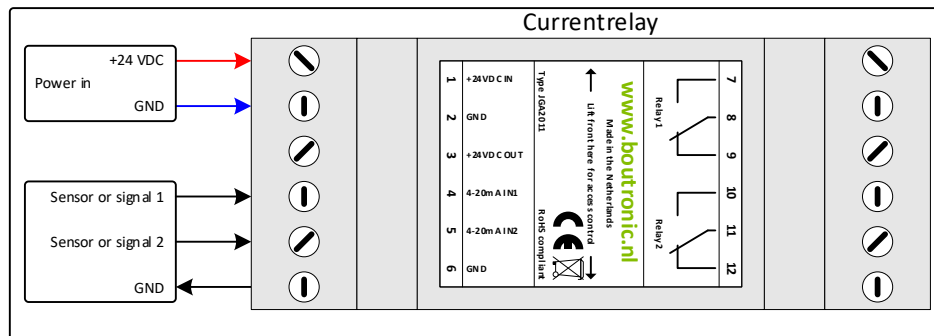 Currentrelay
+24 VDC
Power in
GND
Sensor or signal 1
Sensor or signal 2
GND
1 +24VDC IN
2 GND
3 +24VDC OUT
4 4-20mA IN1
5 4-20mA IN2
6 GND
Type JGA2011
RoHS compliant
CE
Lift front here for access control
Made in the Netherlands
www.boutronic.nl
Relay1
Relay2
7
8
9
10
11
12